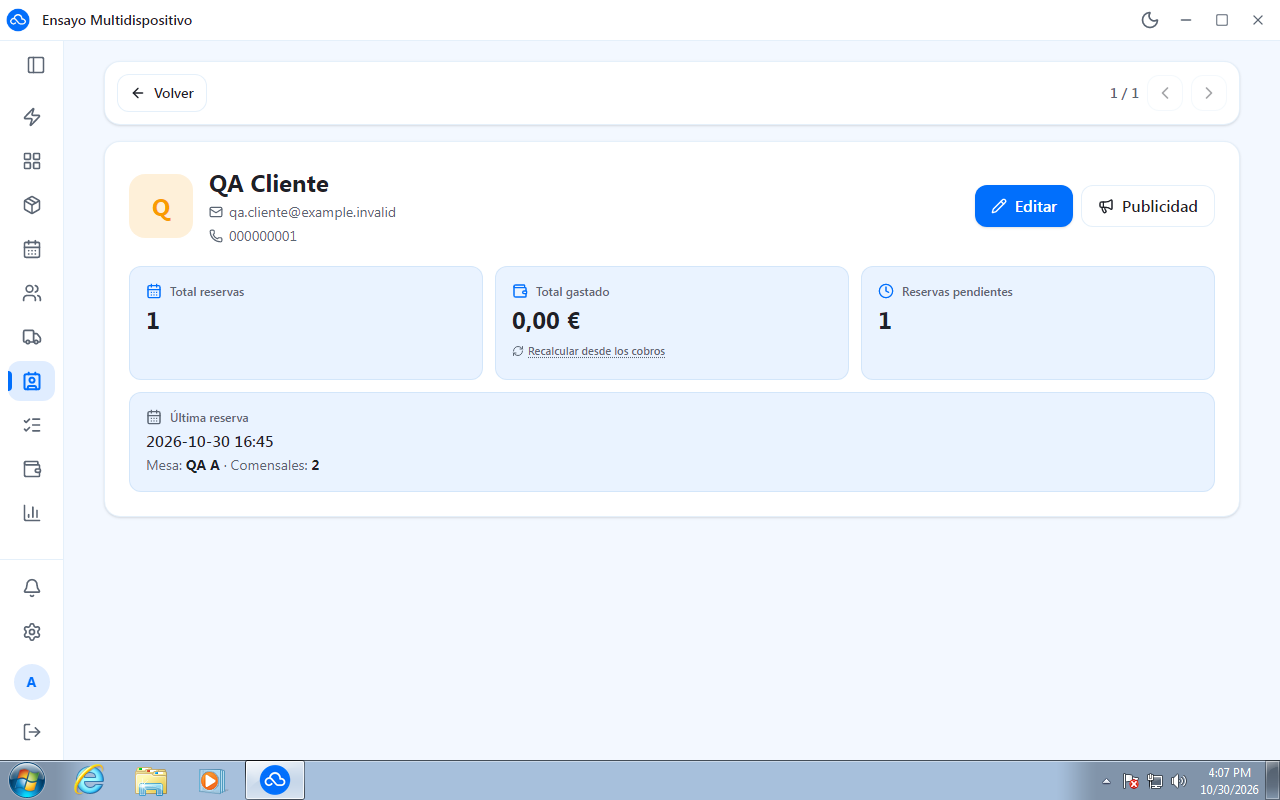 Ensayo Multidispositivo
Volver
1 / 1
Q
QA Cliente
qa.cliente@example.invalid
000000001
Editar
Publicidad
Total reservas
1
Total gastado
0,00 €
Recalcular desde los cobros
Reservas pendientes
1
Última reserva
2026-10-30 16:45
Mesa: QA A · Comensales: 2
A
4:07 PM
10/30/2026